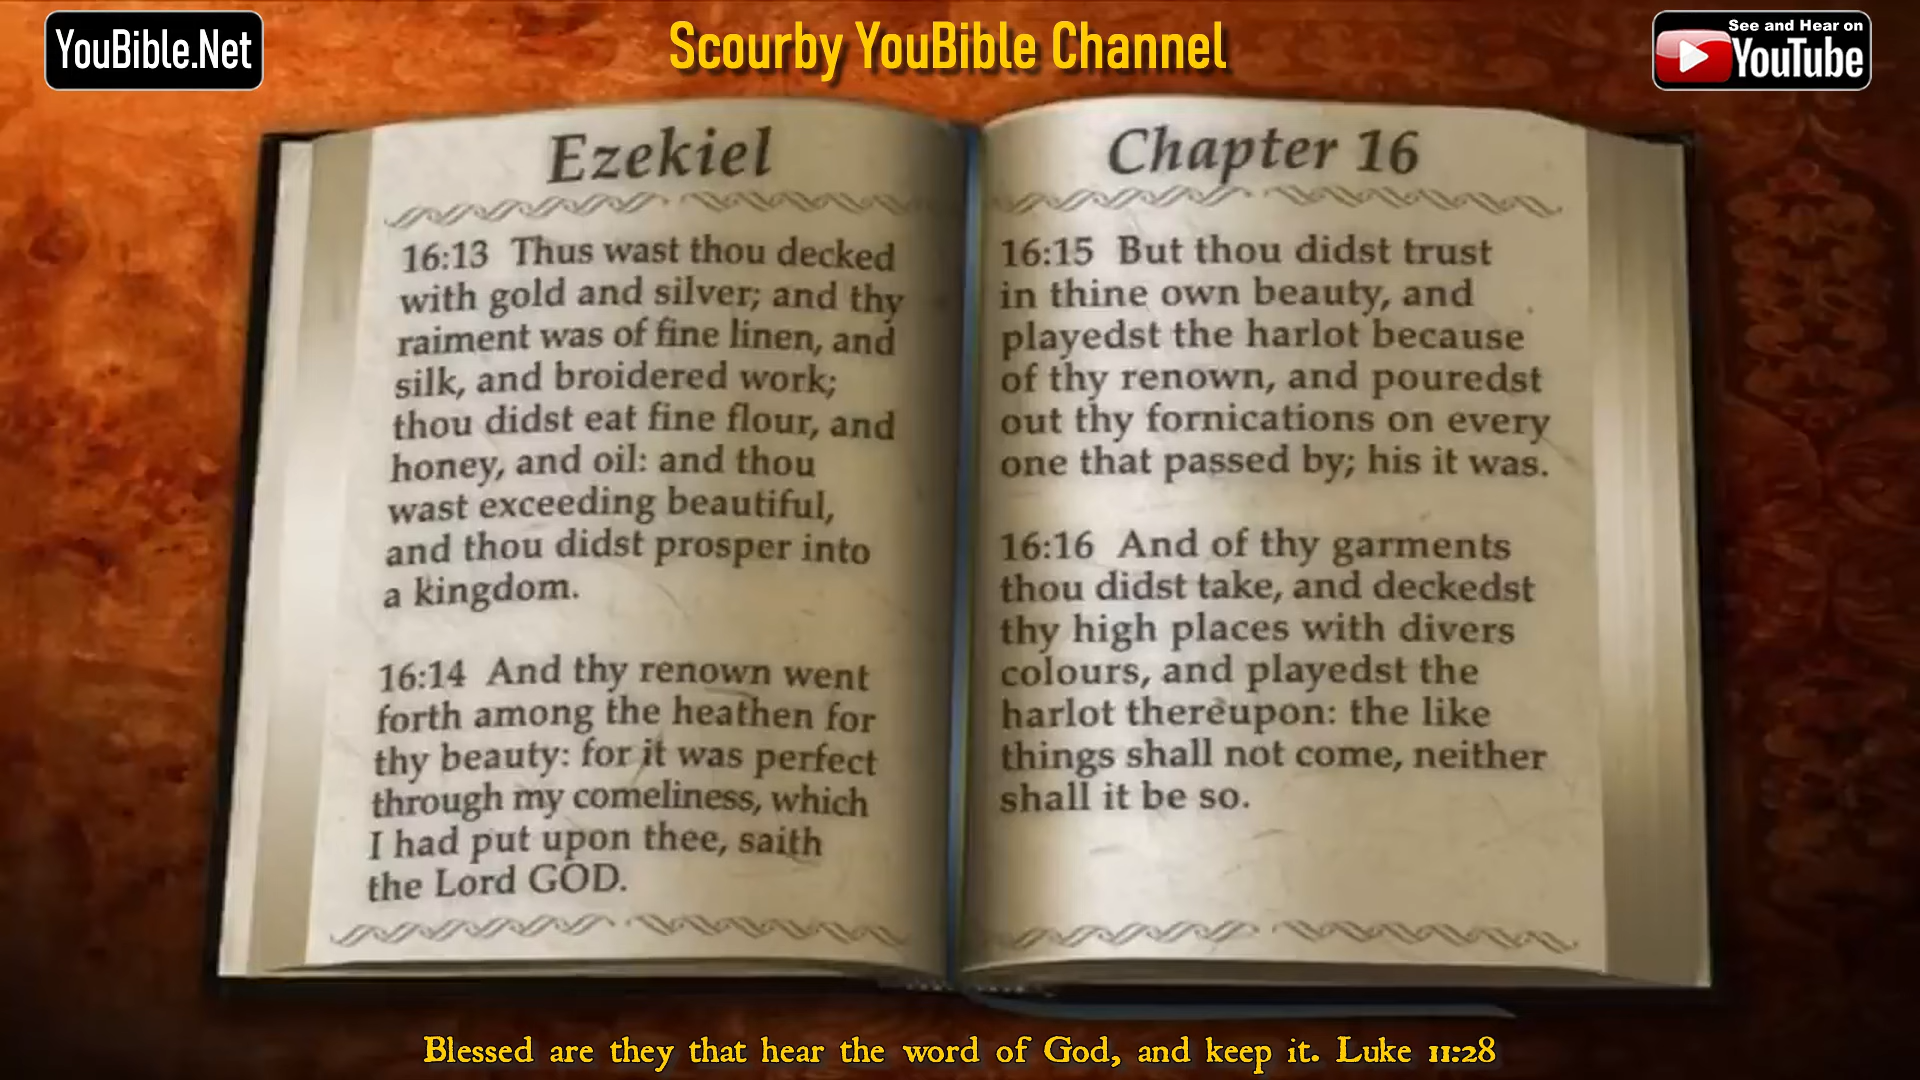 YouBible.Net
Scourby YouBible Channel
See and Hear on
YouTube
Ezekiel
16:13 Thus wast thou decked
with gold and silver; and thy
raiment was of fine linen, and
silk, and broidered work;
thou didst eat fine flour, and
honey, and oil: and thou
wast exceeding beautiful,
and thou didst prosper into
a kingdom.
16:14 And thy renown went
forth among the heathen for
thy beauty: for it was perfect
through my comeliness, which
I had put upon thee, saith
the Lord GOD.
Chapter 16
16:15 But thou didst trust
in thine own beauty, and
playedst the harlot because
of thy renown, and pouredst
out thy fornications on every
one that passed by; his it was.
16:16 And of thy garments
thou didst take, and deckedst
thy high places with divers
colours, and playedst the
harlot thereupon: the like
things shall not come, neither
shall it be so.
Blessed are they that hear the word of God, and keep it. Luke 11:28